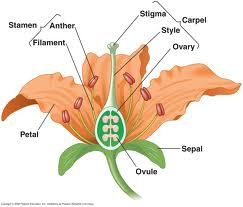 Stigma
Carpel
Stamen
Anther
Style
Filament
Ovary
Petal
Sepal
Ovule